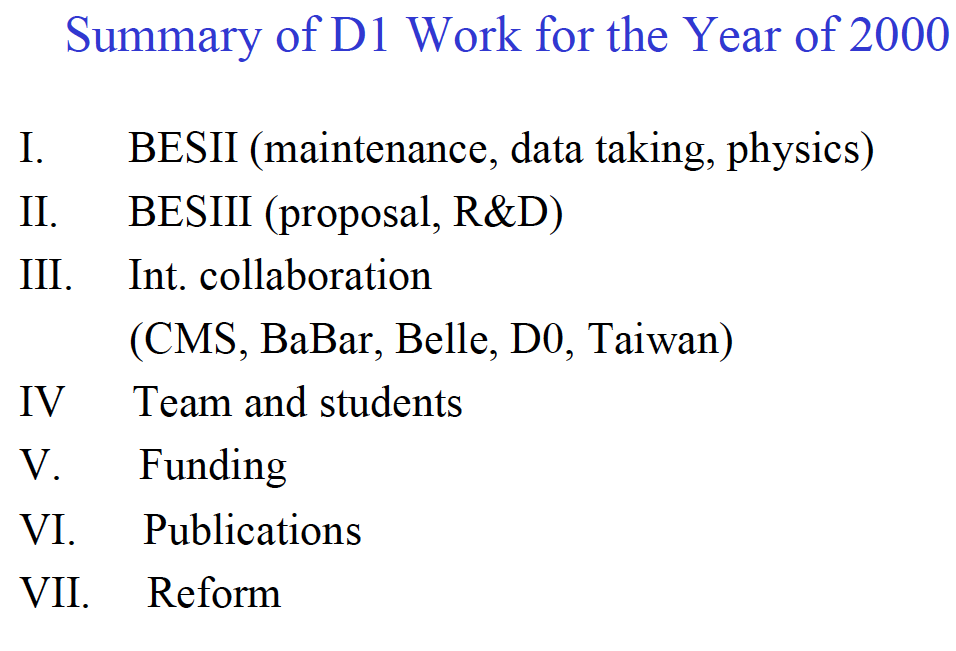 Summary of D1 Work for the Year of 2000
I. BESII (maintenance, data taking, physics)
II. BESIII (proposal, R&D)
III. Int. collaboration
(CMS, BaBar, Belle, D0, Taiwan)
IV Team and students
V. Funding
VI. Publications
VII. Reform